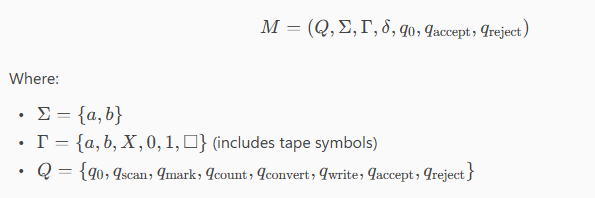 M = (Q, Σ, Γ, δ, q₀, q_accept, q_reject)
Where:
• Σ = {a, b}
• Γ = {a, b, X, 0, 1, □} (includes tape symbols)
• Q = {q₀, q_scan, q_mark, q_count, q_convert, q_write, q_accept, q_reject}